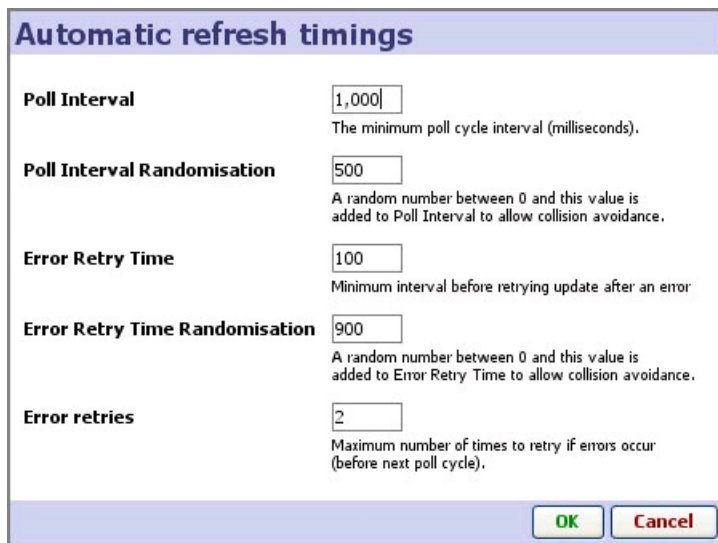 Automatic refresh timings
Poll Interval
1,000
The minimum poll cycle interval (milliseconds).
Poll Interval Randomisation
500
A random number between 0 and this value is
added to Poll Interval to allow collision avoidance.
Error Retry Time
100
Minimum interval before retrying update after an error
Error Retry Time Randomisation
900
A random number between 0 and this value is
added to Error Retry Time to allow collision avoidance.
Error retries
2
Maximum number of times to retry if errors occur
(before next poll cycle).
OK
Cancel